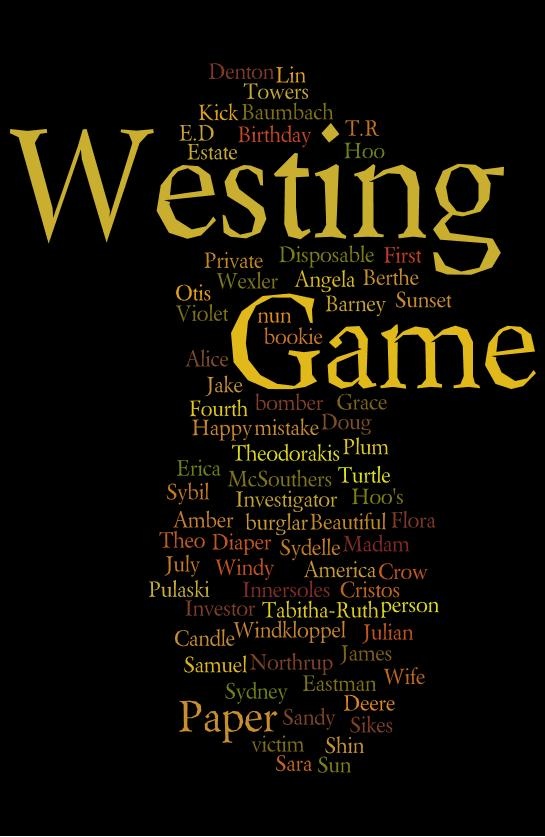 Denton Lin
Towers
Kick Baumbach
E.D Birthday T.R
Estate Hoo
Westing
Private Disposable First
Wexler Angela Berthe
Otis Barney Sunset
Violet nun
bookie
Game
Alice
Jake
Fourth bomber Grace
Happy mistake Doug
Theodorakis Plum
Erica McSouthers Turtle
Sybil Investigator Hoo's
Amber burglar Beautiful Flora
Theo Diaper Sydelle Madam
July Windy America Crow
Pulaski Innersoles Cristos
Investor Tabitha-Ruth person
Candle Windkloppel Julian
Samuel Northrup James
Sydney Eastman Wife
Paper Sandy Deere
Sikes
victim Shin
Sara Sun